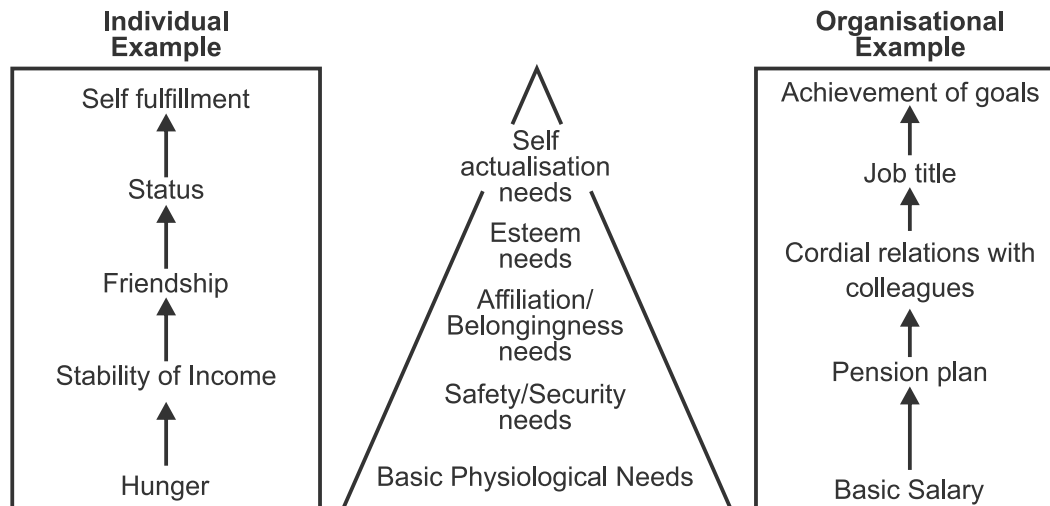 Individual
Example
Self fulfillment
Status
Friendship
Stability of Income
Hunger
Self
actualisation
needs
Esteem
needs
Affiliation/
Belongingness
needs
Safety/Security
needs
Basic Physiological Needs
Organisational
Example
Achievement of goals
Job title
Cordial relations with
colleagues
Pension plan
Basic Salary